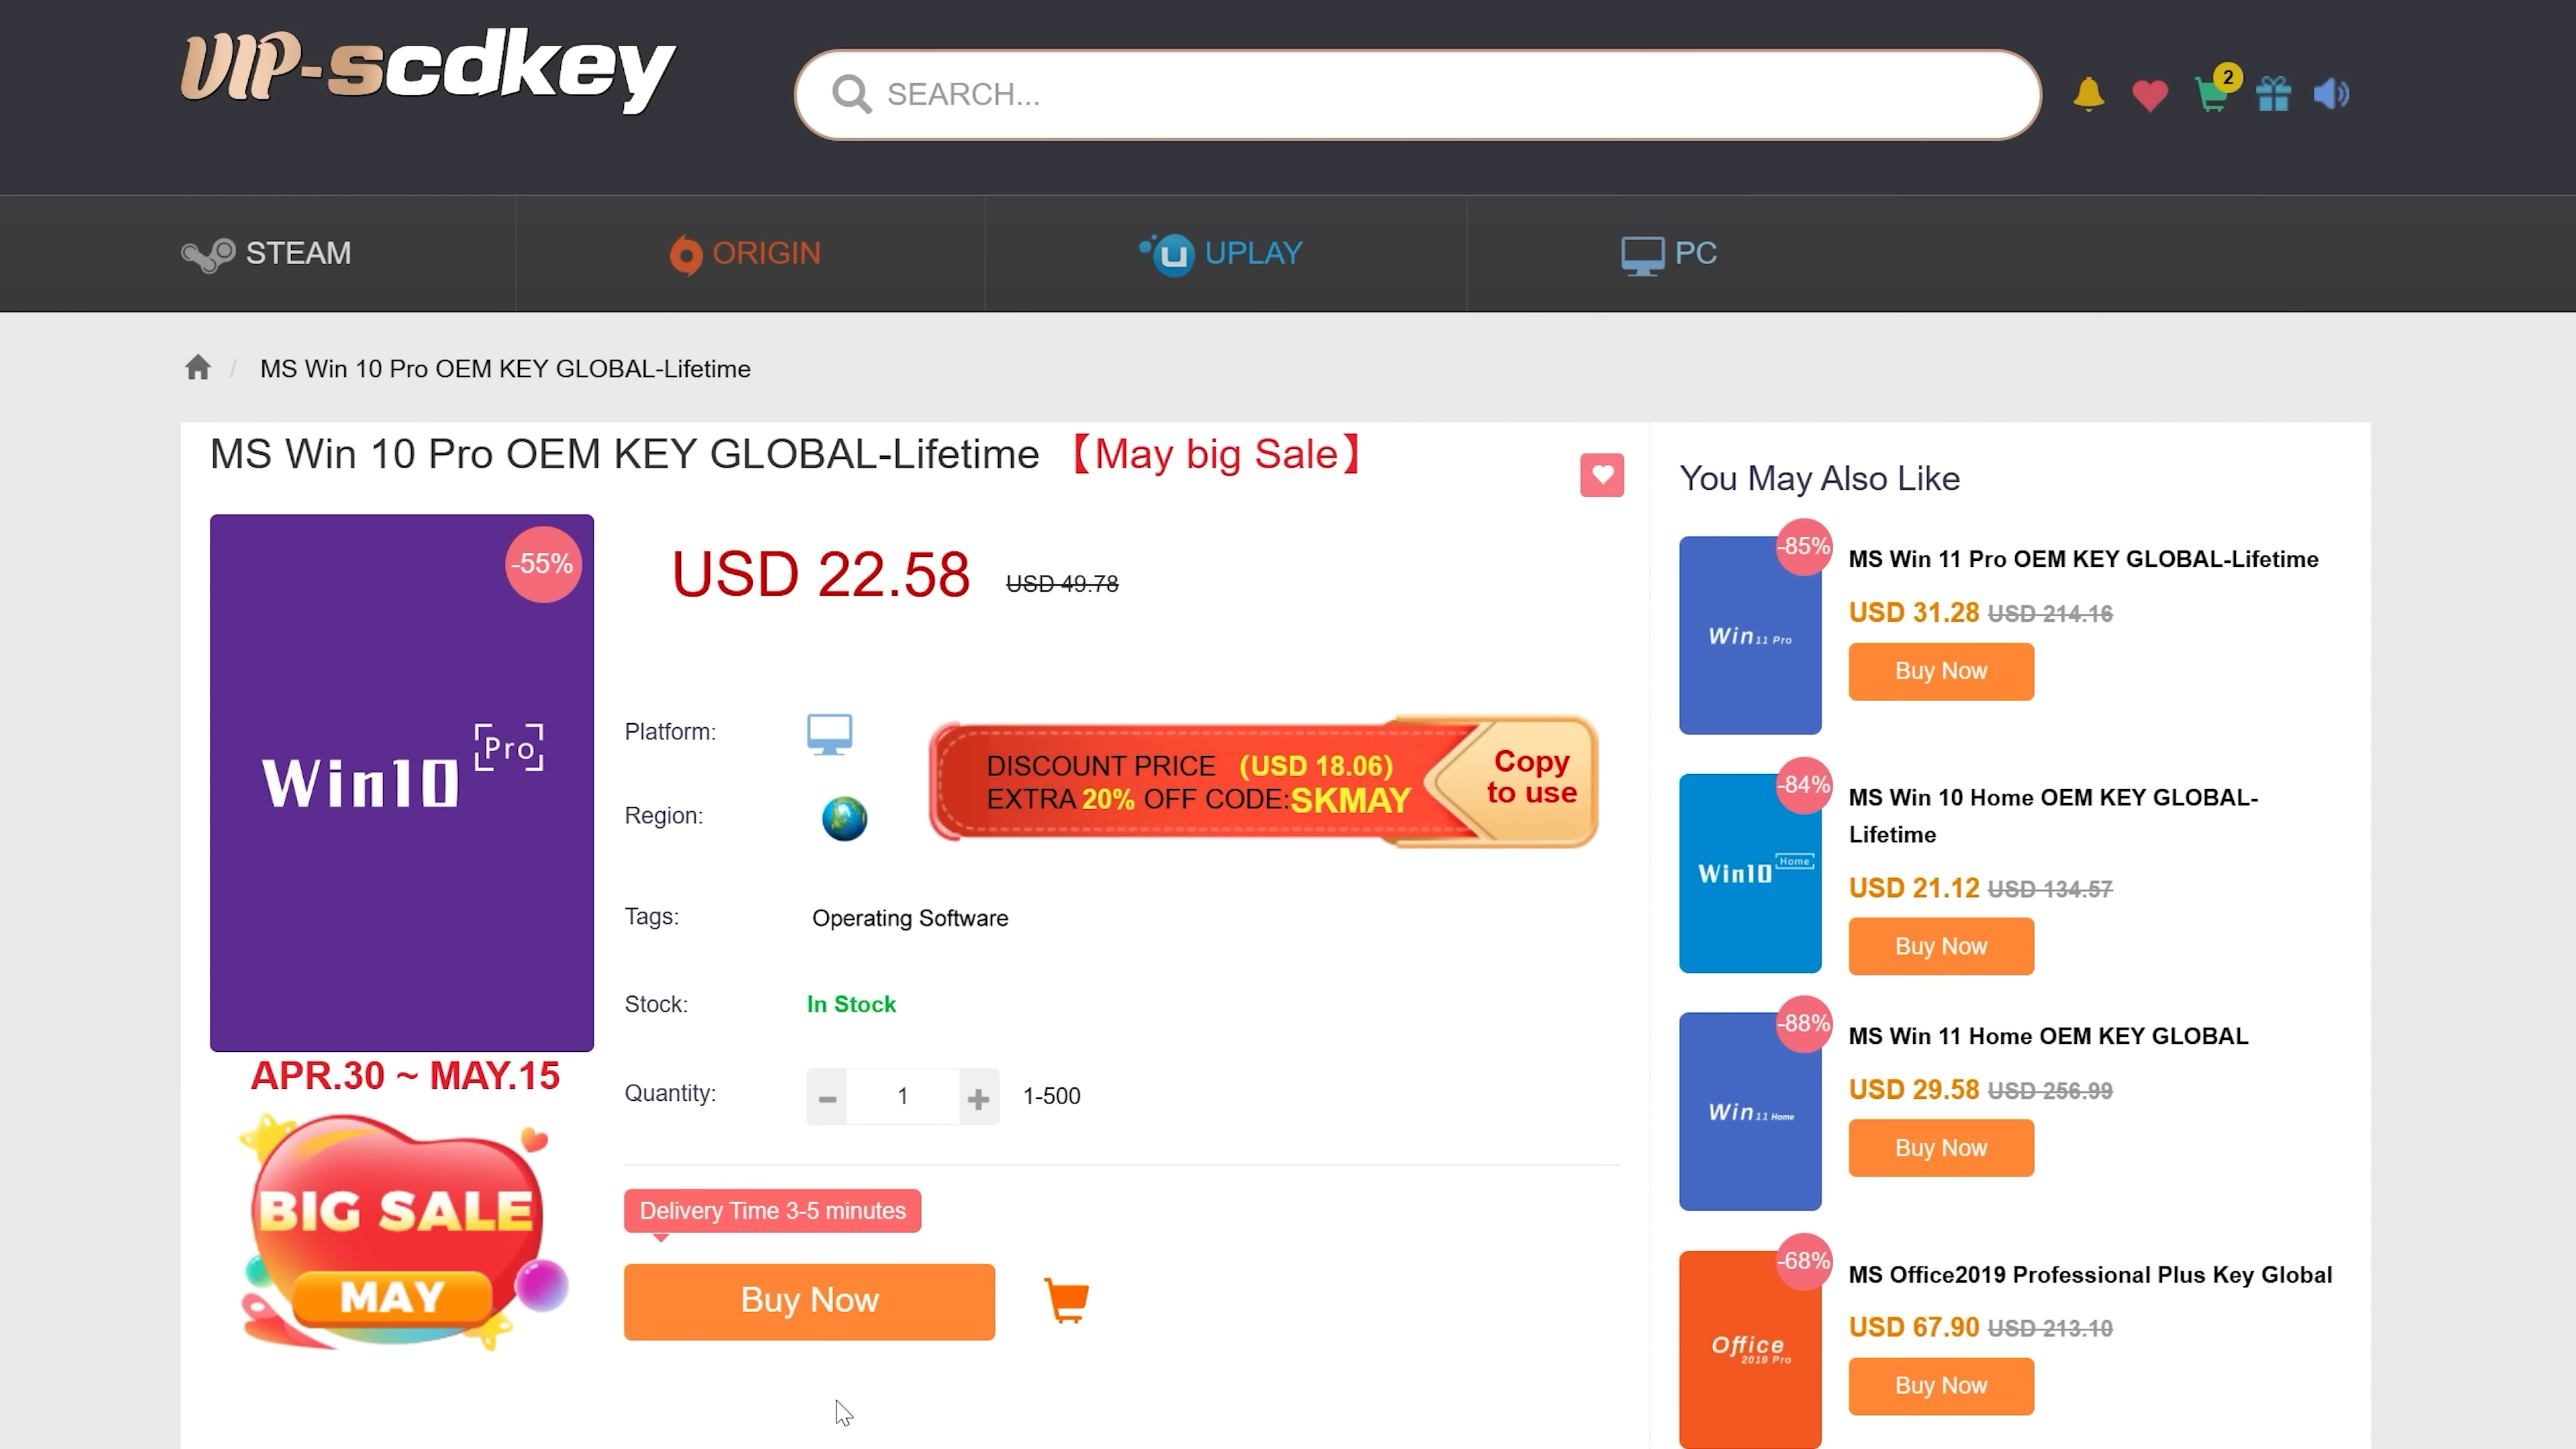 VIP-scdkey
SEARCH...
2
STEAM
ORIGIN
UPLAY
PC
/ MS Win 10 Pro OEM KEY GLOBAL-Lifetime
MS Win 10 Pro OEM KEY GLOBAL-Lifetime 【May big Sale】
-55%
Win10 Pro
APR.30 ~ MAY.15
BIG SALE
MAY
USD 22.58 USD 49.78
Platform:
Region:
DISCOUNT PRICE (USD 18.06)
EXTRA 20% OFF CODE:SKMAY
Copy
to use
Tags: Operating Software
Stock: In Stock
Quantity: − 1 + 1-500
Delivery Time 3-5 minutes
Buy Now
You May Also Like
-85%
Win 11 Pro
MS Win 11 Pro OEM KEY GLOBAL-Lifetime
USD 31.28 USD 214.16
Buy Now
-84%
Win10 Home
MS Win 10 Home OEM KEY GLOBAL-
Lifetime
USD 21.12 USD 134.57
Buy Now
-88%
Win 11 Home
MS Win 11 Home OEM KEY GLOBAL
USD 29.58 USD 256.99
Buy Now
-68%
Office
2019 Pro
MS Office2019 Professional Plus Key Global
USD 67.90 USD 213.10
Buy Now